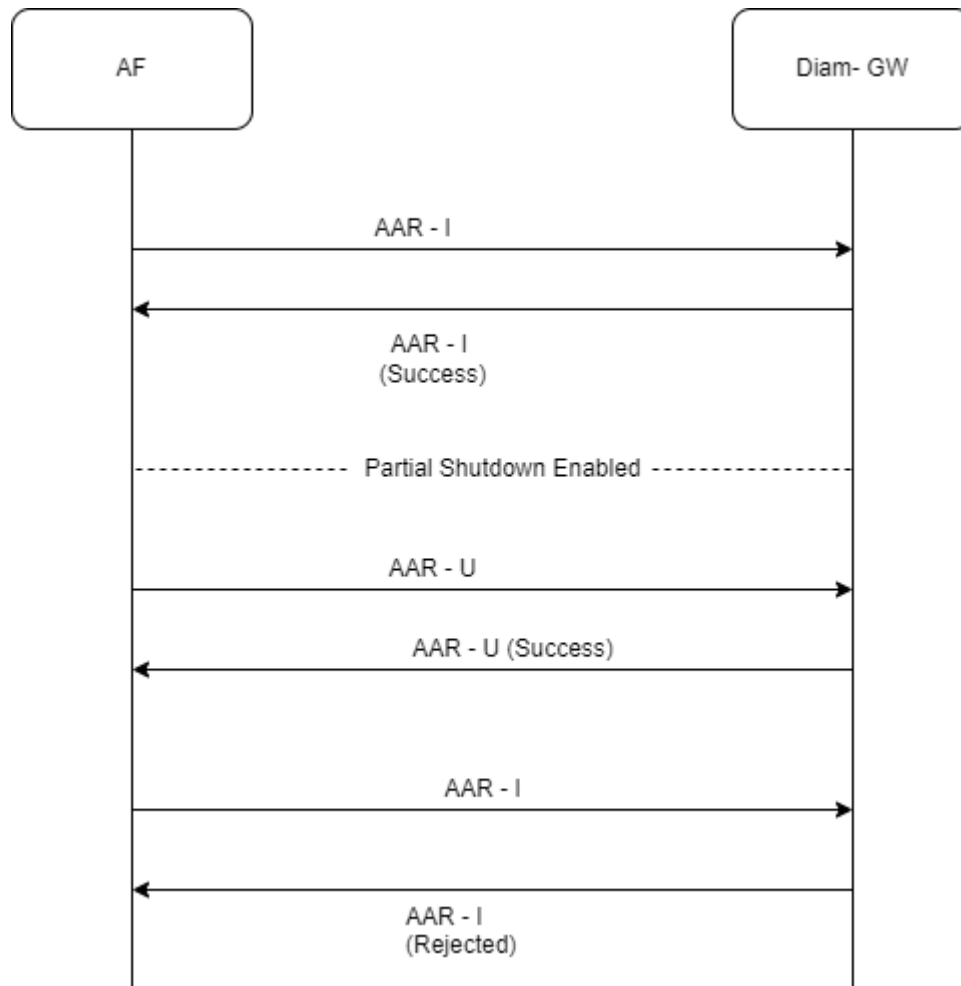 AF
Diam- GW
AAR - I
AAR - I
(Success)
Partial Shutdown Enabled
AAR - U
AAR - U (Success)
AAR - I
AAR - I
(Rejected)